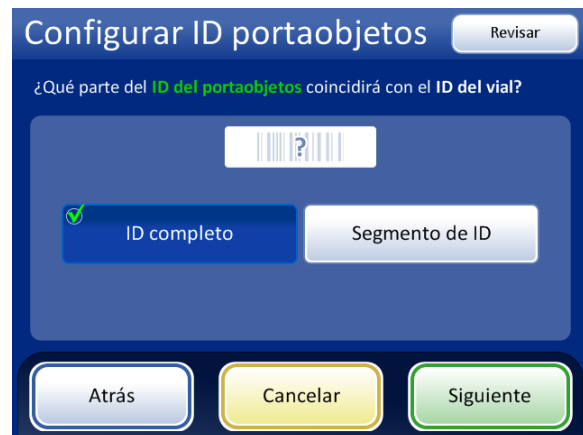 Configurar ID portaobjetos
Revisar
¿Qué parte del ID del portaobjetos coincidirá con el ID del vial?
?
ID completo
Segmento de ID
Atrás
Cancelar
Siguiente